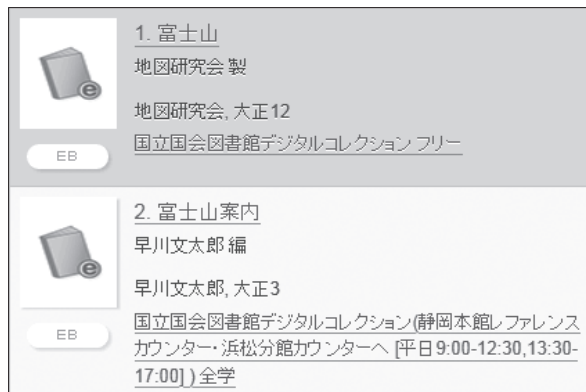 1. 富士山
地図研究会 製
地図研究会, 大正12
国立国会図書館デジタルコレクション フリー
EB
2. 富士山案内
早川文太郎 編
早川文太郎, 大正3
国立国会図書館デジタルコレクション(静岡本館レファレンス
カウンター・浜松分館カウンターへ [平日9:00-12:30,13:30-
17:00] ) 全学
EB